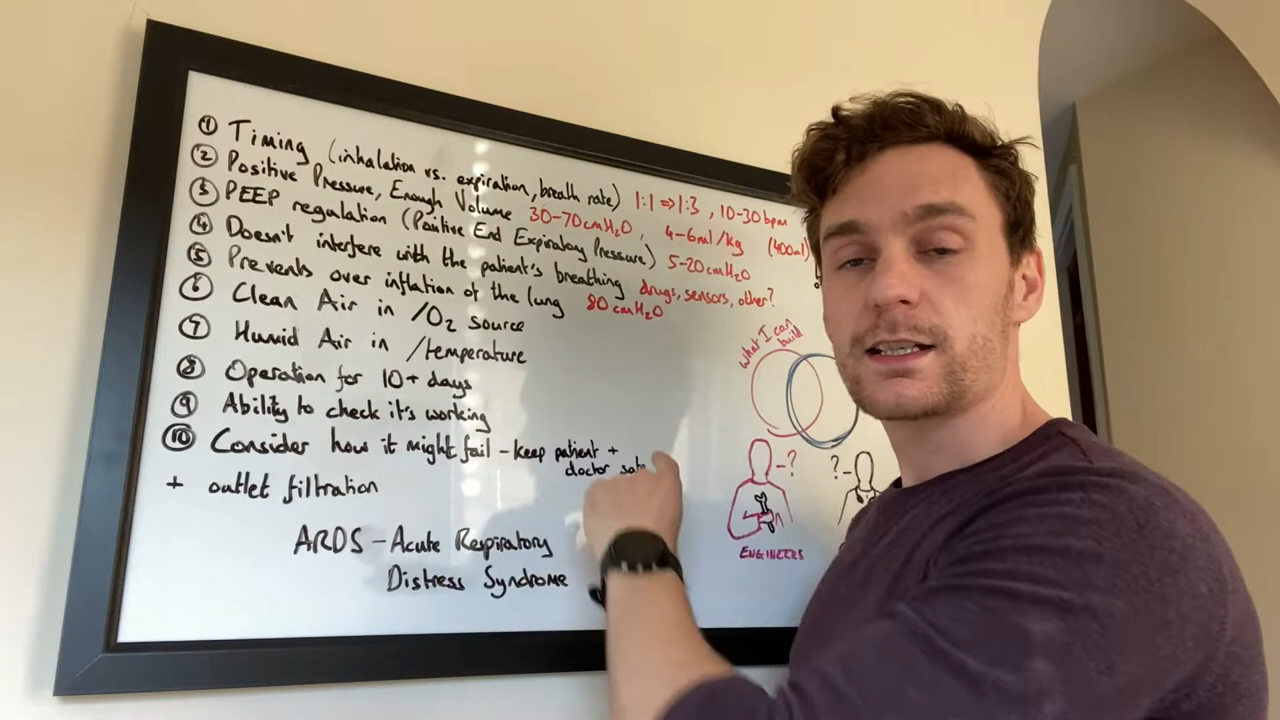 ① Timing (inhalation vs. expiration, breath rate) 1:1 ⇒ 1:3 , 10-30 bpm
② Positive Pressure, Enough Volume 30-70cmH₂O , 4-6ml/kg (400ml)
③ PEEP regulation (Positive End Expiratory Pressure) 5-20cmH₂O
④ Doesn't interfere with the patient's breathing drugs, sensors, other?
⑤ Prevents over inflation of the lung 80 cmH₂O
⑥ Clean Air in /O₂ source
⑦ Humid Air in /temperature
⑧ Operation for 10+ days
⑨ Ability to check it's working
⑩ Consider how it might fail - keep patient +
doctor
+ outlet filtration
ARDS - Acute Respiratory
Distress Syndrome
What I can
build
-?
?-
ENGINEERS